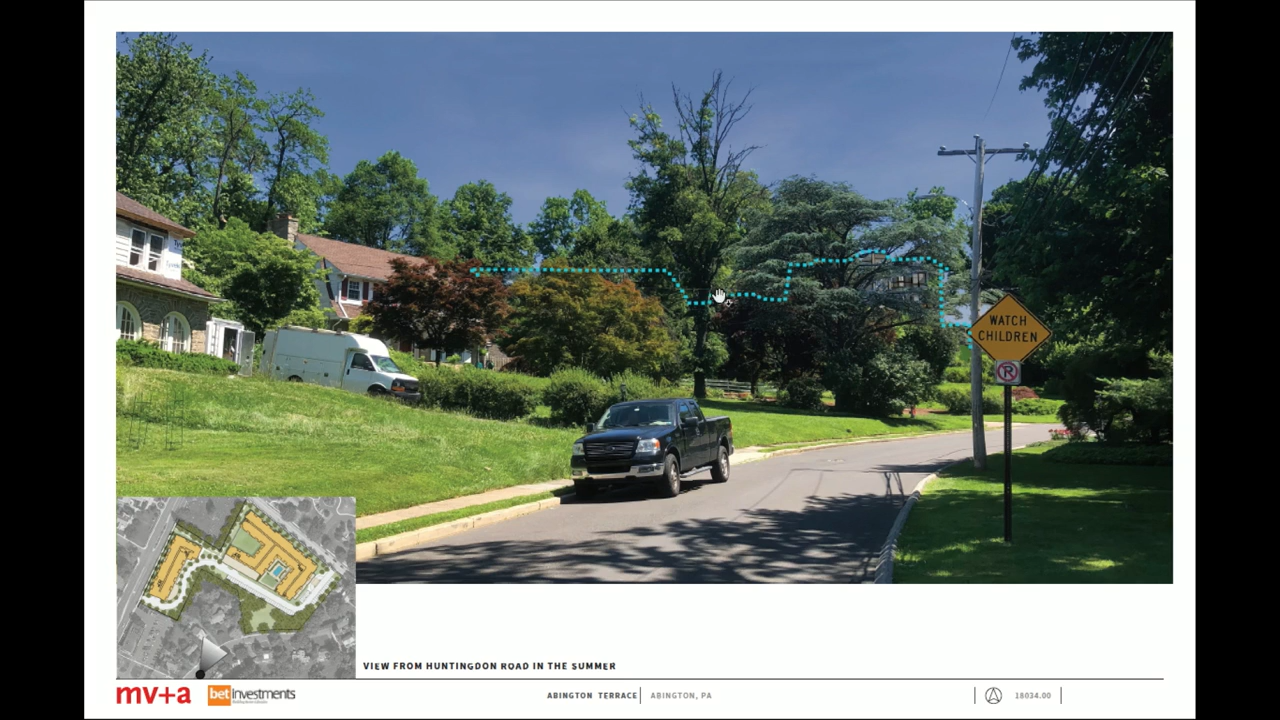 WATCH
CHILDREN
VIEW FROM HUNTINGDON ROAD IN THE SUMMER
mv+a
bet investments
ABINGTON TERRACE
ABINGTON, PA
18034.00